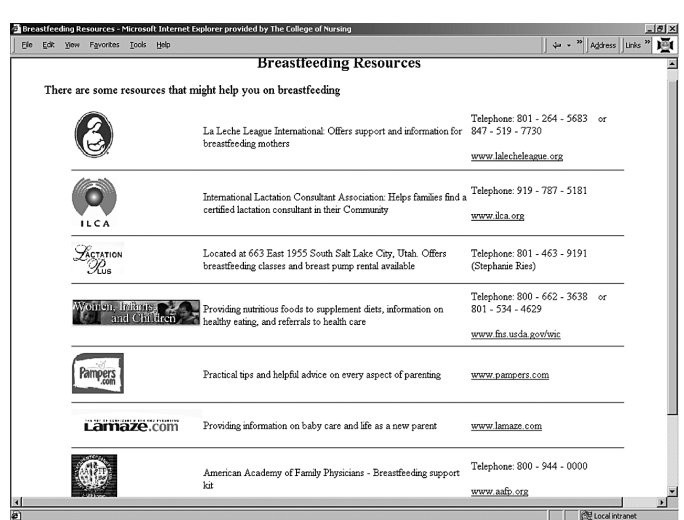 Breastfeeding Resources - Microsoft Internet Explorer provided by The College of Nursing
File Edit View Favorites Tools Help
Address Links
Breastfeeding Resources
There are some resources that might help you on breastfeeding
La Leche League International: Offers support and information for
breastfeeding mothers
Telephone: 801 - 264 - 5683 or
847 - 519 - 7730
www.lalecheleague.org
ILCA
International Lactation Consultant Association: Helps families find a
certified lactation consultant in their Community
Telephone: 919 - 787 - 5181
www.ilca.org
LACTATION
PLUS
Located at 663 East 1955 South Salt Lake City, Utah. Offers
breastfeeding classes and breast pump rental available
Telephone: 801 - 463 - 9191
(Stephanie Ries)
Women, Infants
and Children
Providing nutritious foods to supplement diets, information on
healthy eating, and referrals to health care
Telephone: 800 - 662 - 3638 or
801 - 534 - 4629
www.fns.usda.gov/wic
Pampers
.com
Practical tips and helpful advice on every aspect of parenting
www.pampers.com
Lamaze.com
Providing information on baby care and life as a new parent
www.lamaze.com
American Academy of Family Physicians - Breastfeeding support
kit
Telephone: 800 - 944 - 0000
www.aafp.org
Local intranet